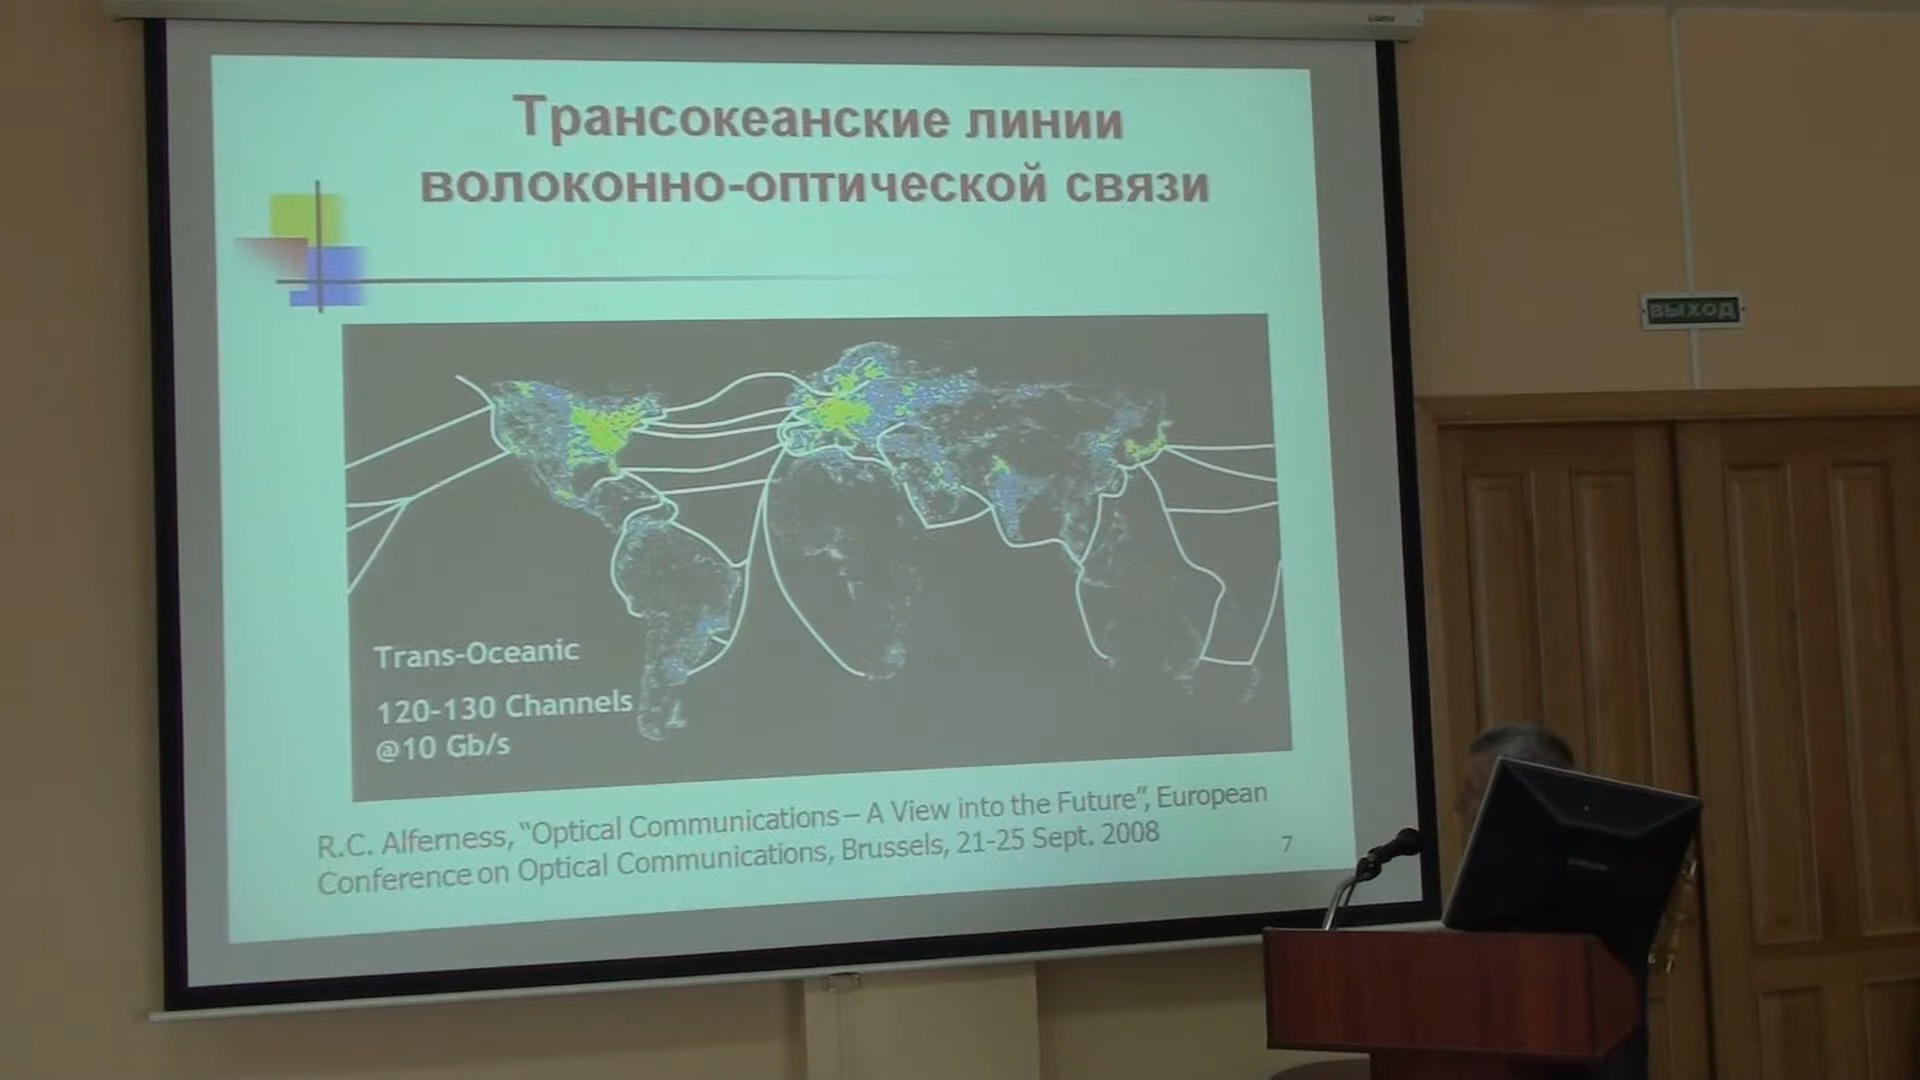 Трансокеанские линии
волоконно-оптической связи
ВЫХОД
Trans-Oceanic
120-130 Channels
@10 Gb/s
R.C. Alferness, “Optical Communications – A View into the Future”, European
Conference on Optical Communications, Brussels, 21-25 Sept. 2008
7